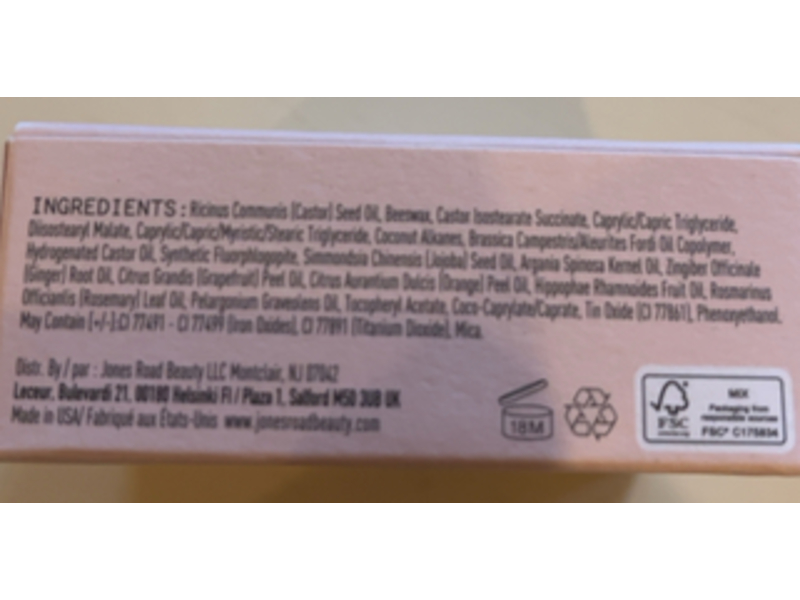 INGREDIENTS: Ricinus Communis (Castor) Seed Oil, Beeswax, Castor Isostearate Succinate, Caprylic/Capric Triglyceride,
Diisostearyl Malate, Caprylic/Capric/Myristic/Stearic Triglyceride, Coconut Alkanes, Brassica Campestris/Aleurites Fordi Oil Copolymer,
Hydrogenated Castor Oil, Synthetic Fluorphlogopite, Simmondsia Chinensis (Jojoba) Seed Oil, Argania Spinosa Kernel Oil, Zingiber Officinale
(Ginger) Root Oil, Citrus Grandis (Grapefruit) Peel Oil, Citrus Aurantium Dulcis (Orange) Peel Oil, Hippophae Rhamnoides Fruit Oil, Rosmarinus
Officianlis (Rosemary) Leaf Oil, Pelargonium Graveolens Oil, Tocopheryl Acetate, Coco-Caprylate/Caprate, Tin Oxide (CI 77861), Phenoxyethanol.
May Contain [+/-]:CI 77491 - CI 77499 (Iron Oxides), CI 77891 (Titanium Dioxide), Mica.
Distr. By / par : Jones Road Beauty LLC Montclair, NJ 07042
Leceur, Bulevardi 21, 00180 Helsinki FI / Plaza 1, Salford M50 3UB UK
Made in USA/ Fabriqué aux États-Unis www.jonesroadbeauty.com
18M
FSC
MIX
Packaging from
responsible sources
FSC® C175834